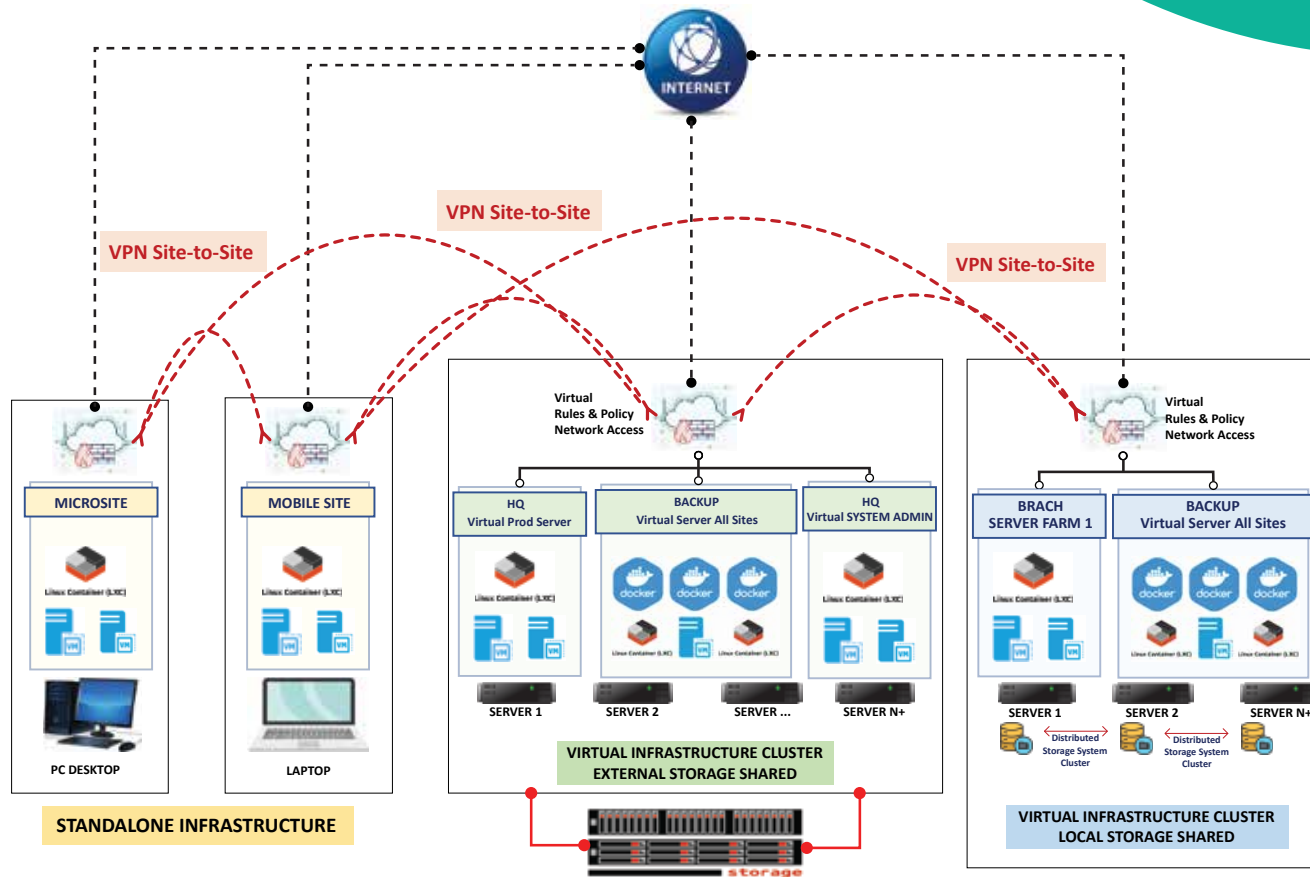 INTERNET
VPN Site-to-Site
VPN Site-to-Site
VPN Site-to-Site
Virtual
Rules & Policy
Network Access
Virtual
Rules & Policy
Network Access
MICROSITE
Linux Container (LXC)
VM
VM
PC DESKTOP
MOBILE SITE
Linux Container (LXC)
VM
VM
LAPTOP
STANDALONE INFRASTRUCTURE
HQ
Virtual Prod Server
Linux Container (LXC)
VM
VM
BACKUP
Virtual Server All Sites
docker
docker
docker
Linux Container (LXC)
VM
Linux Container (LXC)
HQ
Virtual SYSTEM ADMIN
Linux Container (LXC)
VM
VM
SERVER 1
SERVER 2
SERVER ...
SERVER N+
VIRTUAL INFRASTRUCTURE CLUSTER
EXTERNAL STORAGE SHARED
storage
BRACH
SERVER FARM 1
Linux Container (LXC)
VM
VM
BACKUP
Virtual Server All Sites
docker
docker
docker
Linux Container (LXC)
VM
Linux Container (LXC)
SERVER 1
SERVER 2
SERVER N+
Distributed
Storage System
Cluster
Distributed
Storage System
Cluster
VIRTUAL INFRASTRUCTURE CLUSTER
LOCAL STORAGE SHARED